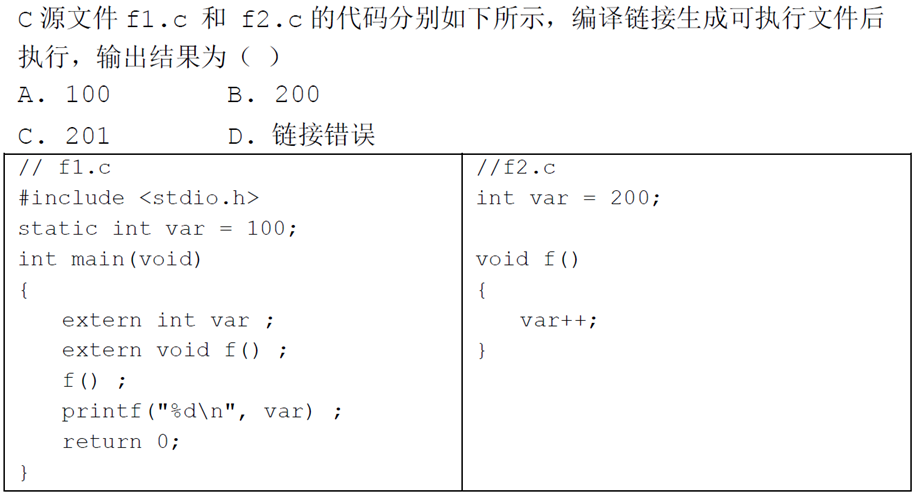 C 源文件 f1.c 和 f2.c 的代码分别如下所示，编译链接生成可执行文件后
执行，输出结果为（ ）
A. 100 B. 200
C. 201 D. 链接错误
// f1.c
#include <stdio.h>
static int var = 100;
int main(void)
{
extern int var ;
extern void f() ;
f() ;
printf("%d\n", var) ;
return 0;
}
//f2.c
int var = 200;
void f()
{
var++;
}